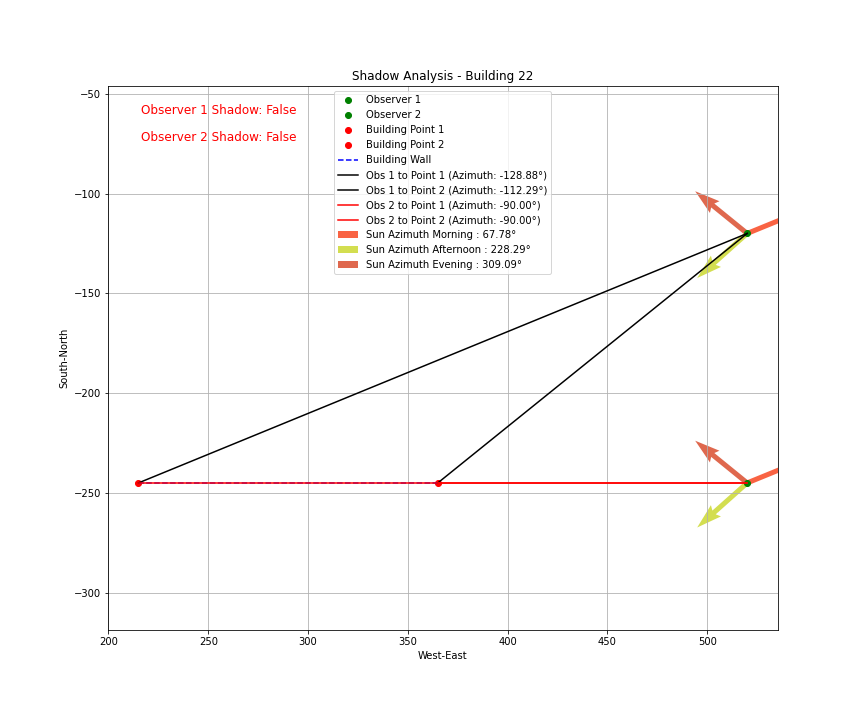 Shadow Analysis - Building 22
Observer 1 Shadow: False
Observer 2 Shadow: False
Observer 1
Observer 2
Building Point 1
Building Point 2
Building Wall
Obs 1 to Point 1 (Azimuth: -128.88°)
Obs 1 to Point 2 (Azimuth: -112.29°)
Obs 2 to Point 1 (Azimuth: -90.00°)
Obs 2 to Point 2 (Azimuth: -90.00°)
Sun Azimuth Morning : 67.78°
Sun Azimuth Afternoon : 228.29°
Sun Azimuth Evening : 309.09°
−50
−100
−150
−200
−250
−300
South-North
200
250
300
350
400
450
500
West-East